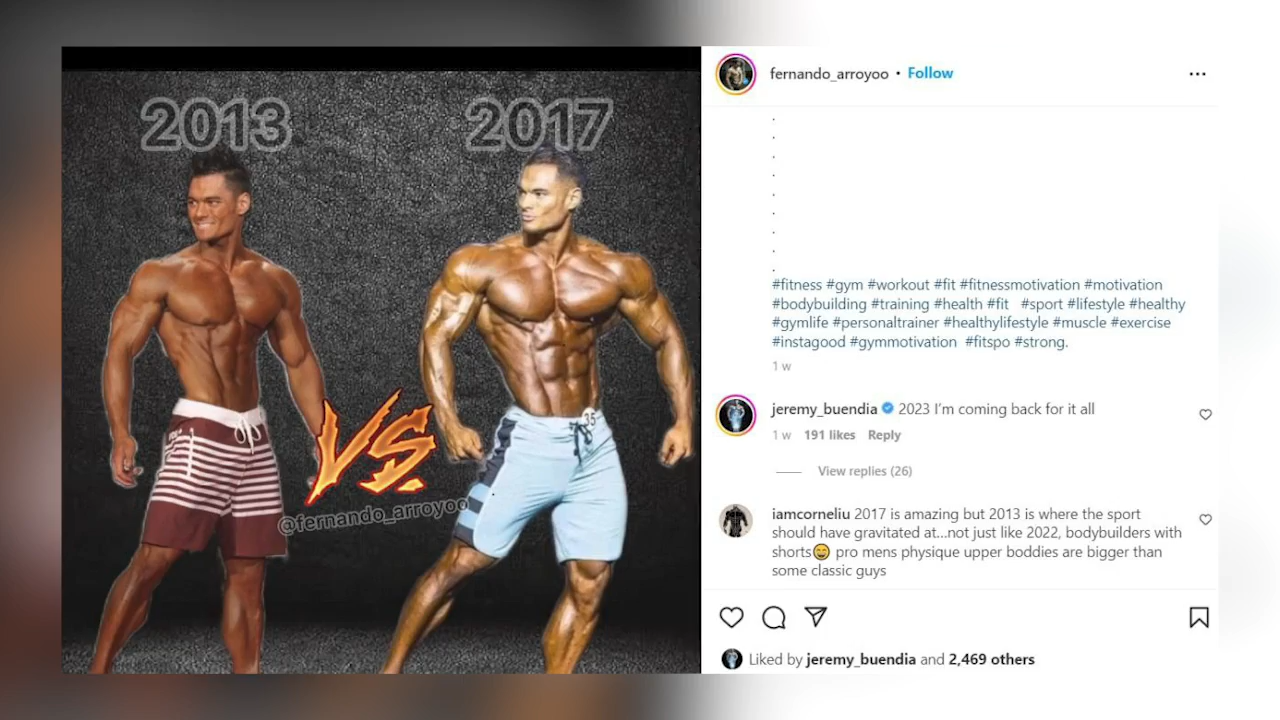 2013
2017
VS
@fernando_arroyoo
35
fernando_arroyoo • Follow
.
.
.
.
.
.
.
.
.
#fitness #gym #workout #fit #fitnessmotivation #motivation
#bodybuilding #training #health #fit #sport #lifestyle #healthy
#gymlife #personaltrainer #healthylifestyle #muscle #exercise
#instagood #gymmotivation #fitspo #strong.
1 w
jeremy_buendia 2023 I’m coming back for it all
1 w 191 likes Reply
View replies (26)
iamcorneliu 2017 is amazing but 2013 is where the sport
should have gravitated at...not just like 2022, bodybuilders with
shorts😄 pro mens physique upper boddies are bigger than
some classic guys
Liked by jeremy_buendia and 2,469 others